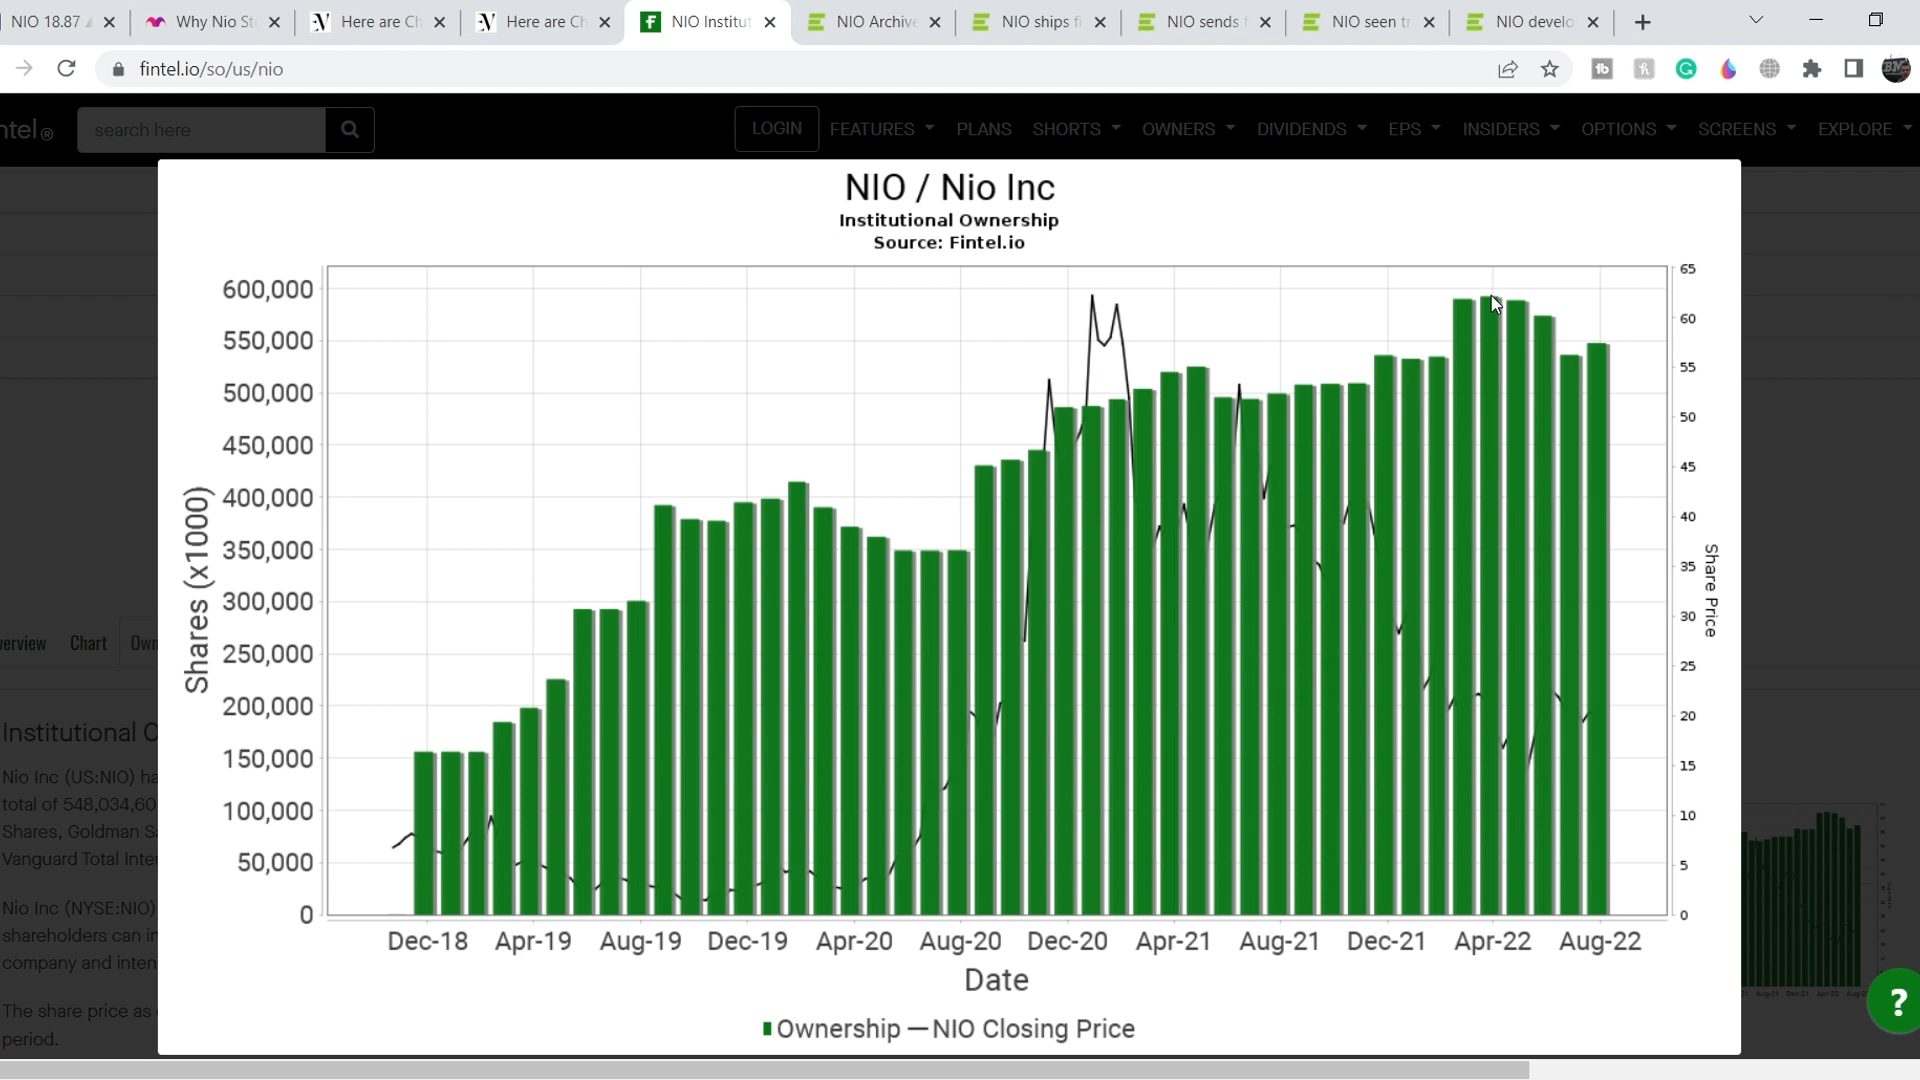 NIO 18.87
Why Nio St
Here are Ch
Here are Ch
NIO Institut
NIO Archive
NIO ships fi
NIO sends f
NIO seen tr
NIO develo
fintel.io/so/us/nio
ntel®
search here
LOGIN
FEATURES
PLANS
SHORTS
OWNERS
DIVIDENDS
EPS
INSIDERS
OPTIONS
SCREENS
EXPLORE
NIO / Nio Inc
Institutional Ownership
Source: Fintel.io
600,000
550,000
500,000
450,000
400,000
350,000
300,000
250,000
200,000
150,000
100,000
50,000
0
Shares (x1000)
65
60
55
50
45
40
35
30
25
20
15
10
5
0
Share Price
Dec-18
Apr-19
Aug-19
Dec-19
Apr-20
Aug-20
Dec-20
Apr-21
Aug-21
Dec-21
Apr-22
Aug-22
Date
Ownership
NIO Closing Price
verview
Chart
Own
Institutional O
Nio Inc (US:NIO) ha
total of 548,034,60
Shares, Goldman S
Vanguard Total Inte
Nio Inc (NYSE:NIO)
shareholders can in
company and inten
The share price as
period.
?